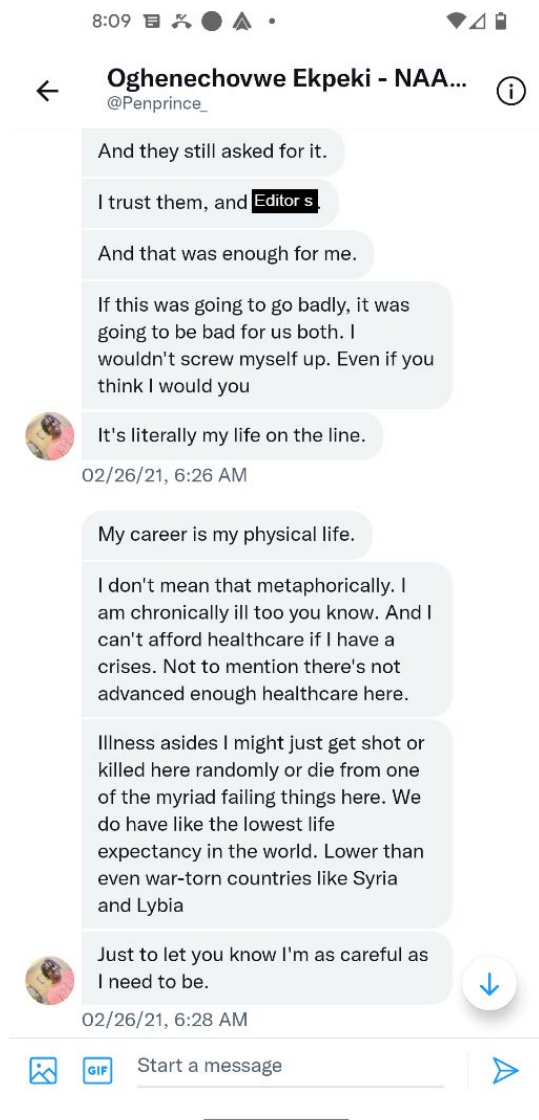 8:09
Oghenechovwe Ekpeki - NAA...
@Penprince_
And they still asked for it.
I trust them, and Editor s.
And that was enough for me.
If this was going to go badly, it was
going to be bad for us both. I
wouldn't screw myself up. Even if you
think I would you
It's literally my life on the line.
02/26/21, 6:26 AM
My career is my physical life.
I don't mean that metaphorically. I
am chronically ill too you know. And I
can't afford healthcare if I have a
crises. Not to mention there's not
advanced enough healthcare here.
Illness asides I might just get shot or
killed here randomly or die from one
of the myriad failing things here. We
do have like the lowest life
expectancy in the world. Lower than
even war-torn countries like Syria
and Lybia
Just to let you know I'm as careful as
I need to be.
02/26/21, 6:28 AM
GIF
Start a message